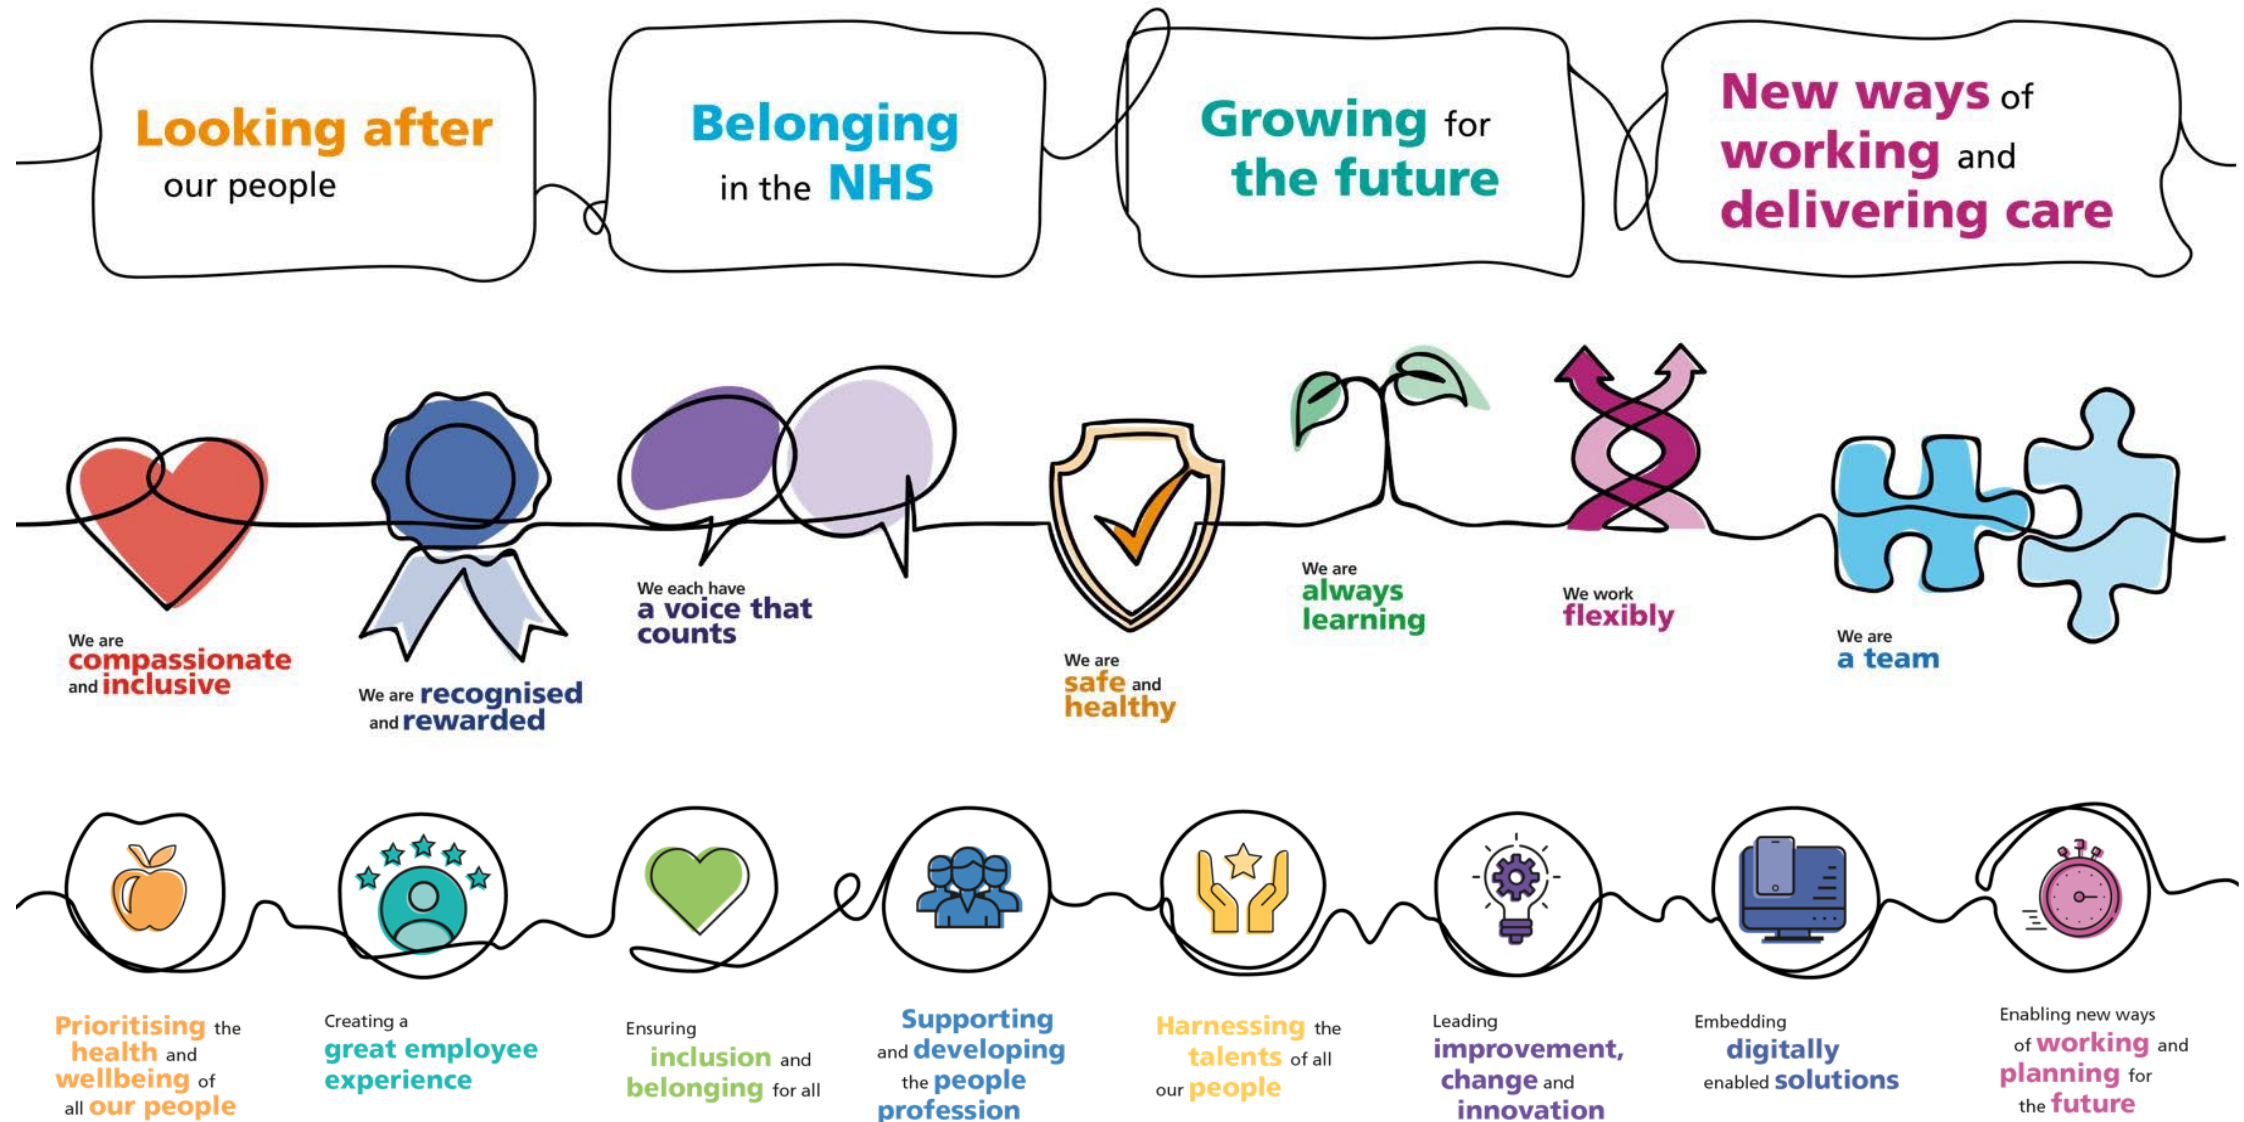 Looking after
our people
Belonging
in the NHS
Growing for
the future
New ways of
working and
delivering care
We are
compassionate
and inclusive
We are recognised
and rewarded
We each have
a voice that
counts
We are
safe and
healthy
We are
always
learning
We work
flexibly
We are
a team
Prioritising the
health and
wellbeing of
all our people
Creating a
great employee
experience
Ensuring
inclusion and
belonging for all
Supporting
and developing
the people
profession
Harnessing the
talents of all
our people
Leading
improvement,
change and
innovation
Embedding
digitally
enabled solutions
Enabling new ways
of working and
planning for
the future